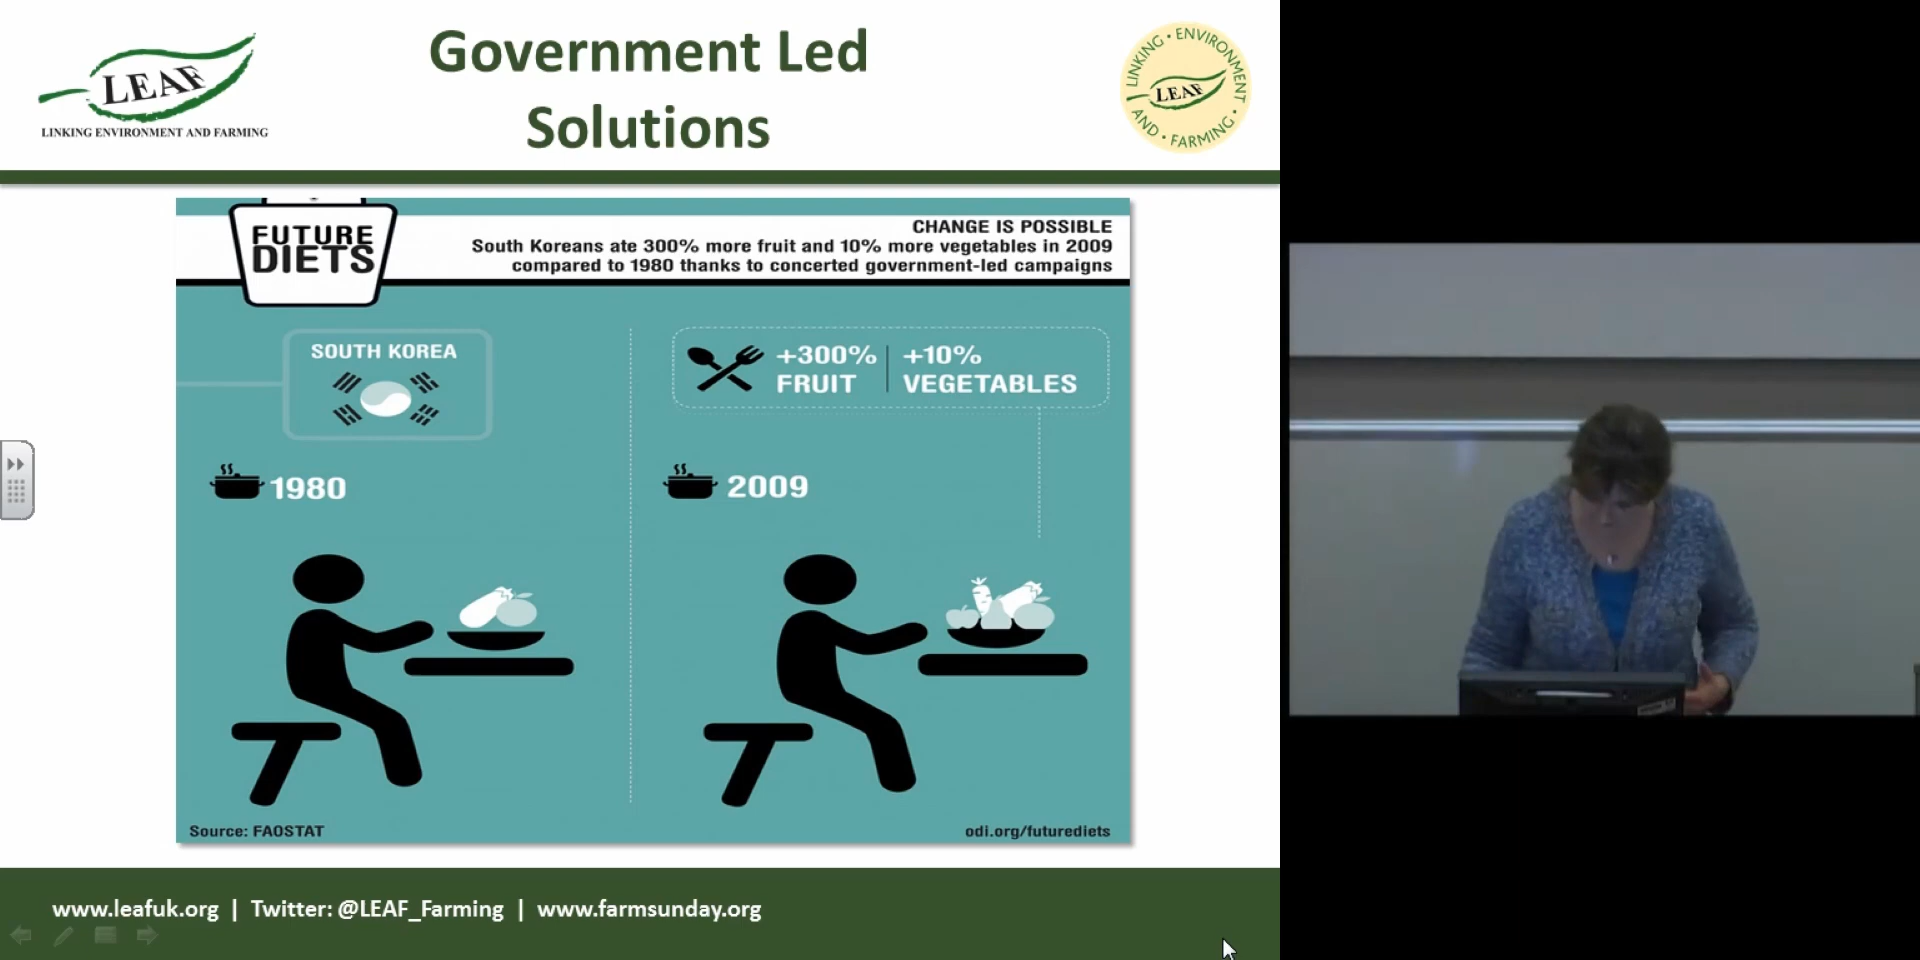 Government Led
Solutions
LEAF
LINKING ENVIRONMENT AND FARMING
LINKING • ENVIRONMENT
LEAF
AND • FARMING •
FUTURE
DIETS
CHANGE IS POSSIBLE
South Koreans ate 300% more fruit and 10% more vegetables in 2009
compared to 1980 thanks to concerted government-led campaigns
SOUTH KOREA
+300%
FRUIT
+10%
VEGETABLES
1980
2009
Source: FAOSTAT
odi.org/futurediets
www.leafuk.org | Twitter: @LEAF_Farming | www.farmsunday.org